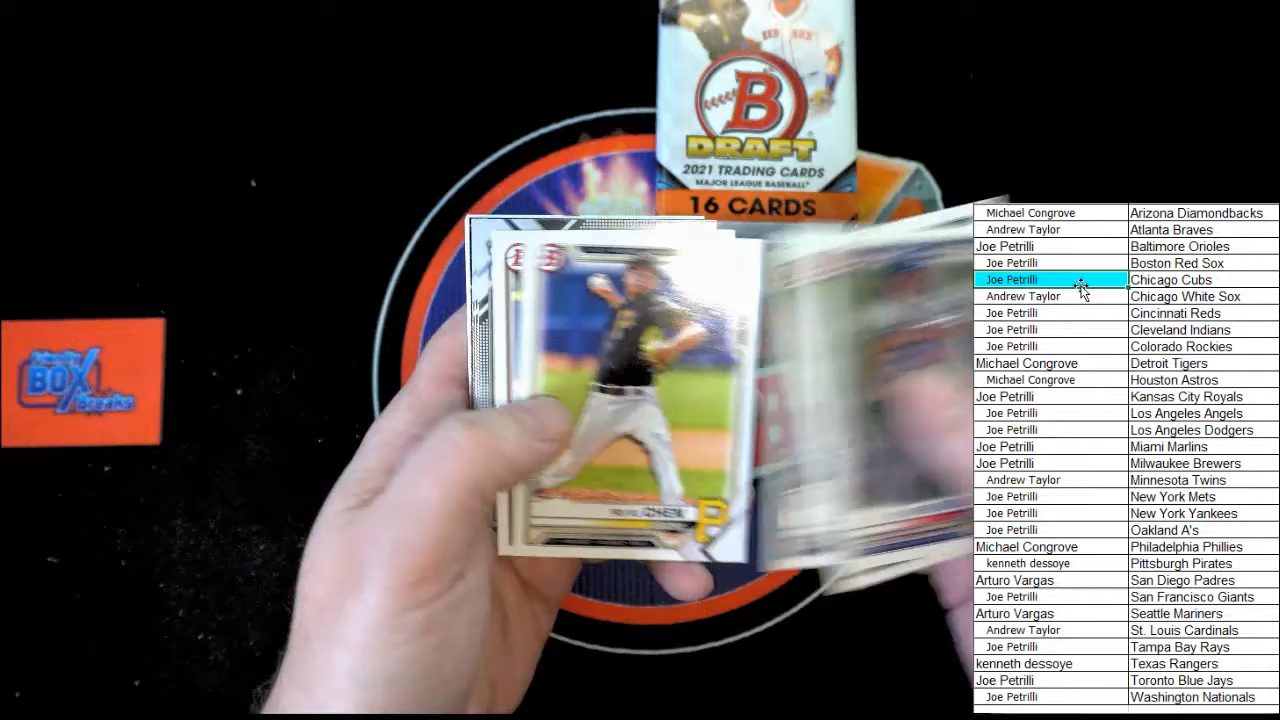 B
DRAFT
2021 TRADING CARDS
MAJOR LEAGUE BASEBALL
16 CARDS
BOX
Breaks
CHEN
P
Michael Congrove Arizona Diamondbacks
Andrew Taylor Atlanta Braves
Joe Petrilli Baltimore Orioles
Joe Petrilli Boston Red Sox
Joe Petrilli Chicago Cubs
Andrew Taylor Chicago White Sox
Joe Petrilli Cincinnati Reds
Joe Petrilli Cleveland Indians
Joe Petrilli Colorado Rockies
Michael Congrove Detroit Tigers
Michael Congrove Houston Astros
Joe Petrilli Kansas City Royals
Joe Petrilli Los Angeles Angels
Joe Petrilli Los Angeles Dodgers
Joe Petrilli Miami Marlins
Joe Petrilli Milwaukee Brewers
Andrew Taylor Minnesota Twins
Joe Petrilli New York Mets
Joe Petrilli New York Yankees
Joe Petrilli Oakland A's
Michael Congrove Philadelphia Phillies
kenneth dessoye Pittsburgh Pirates
Arturo Vargas San Diego Padres
Joe Petrilli San Francisco Giants
Arturo Vargas Seattle Mariners
Andrew Taylor St. Louis Cardinals
Joe Petrilli Tampa Bay Rays
kenneth dessoye Texas Rangers
Joe Petrilli Toronto Blue Jays
Joe Petrilli Washington Nationals